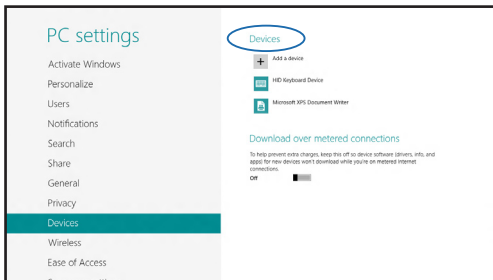 PC settings
Activate Windows
Personalize
Users
Notifications
Search
Share
General
Privacy
Devices
Wireless
Ease of Access
Devices
Add a device
HID Keyboard Device
Microsoft XPS Document Writer
Download over metered connections
To help prevent extra charges, keep this off so device software (drivers, info, and
apps) for new devices won't download while you're on metered Internet
connections.
Off